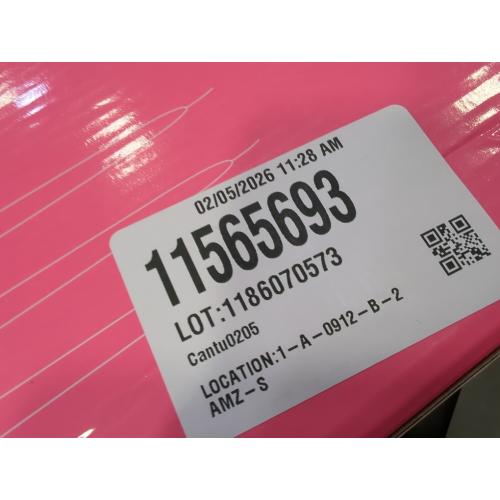 02/05/2026 11:28 AM
11565693
LOT:1186070573
Cantu0205
LOCATION:1-A-0912-B-2
AMZ-S